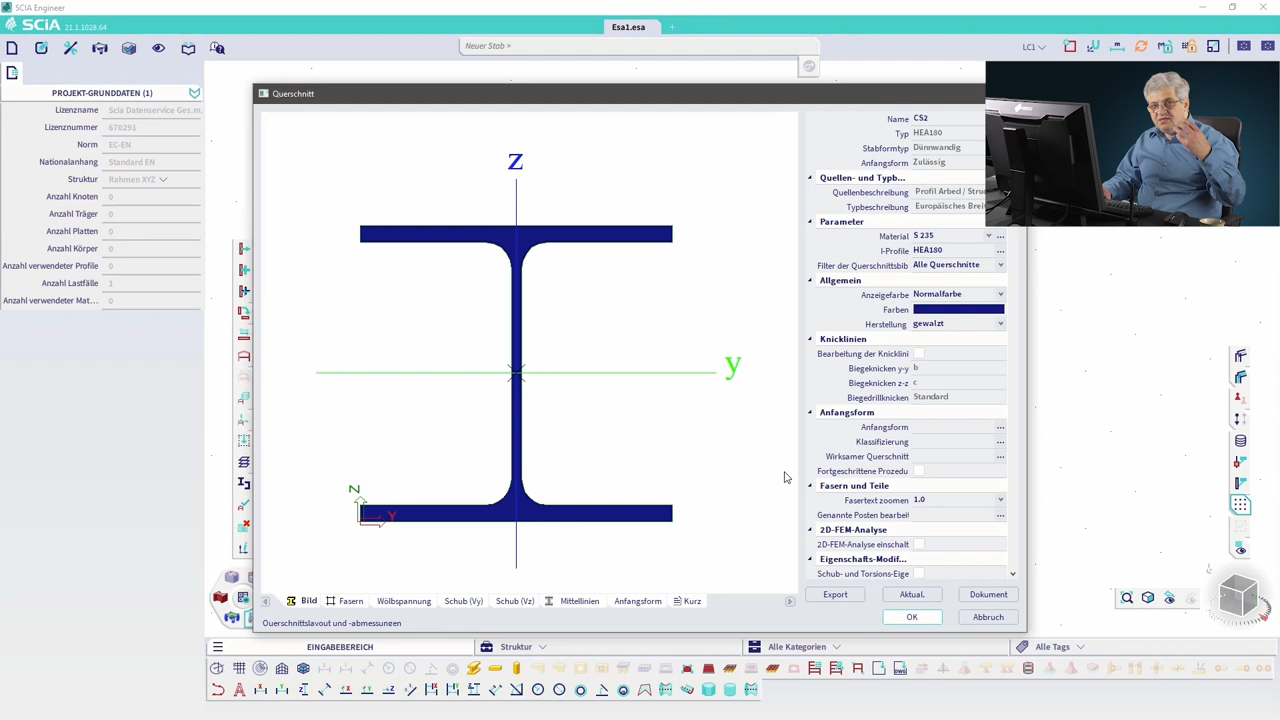 SCIA Engineer
SCIA 21.1.1028.64
Esa1.esa
Neuer Stab >
LC1
PROJEKT-GRUNDDATEN (1)
Lizenzname Scia Datenservice Ges.m.
Lizenznummer 670291
Norm EC-EN
Nationalanhang Standard EN
Struktur Rahmen XYZ
Anzahl Knoten 0
Anzahl Träger 0
Anzahl Platten 0
Anzahl Körper 0
Anzahl verwendeter Profile 0
Anzahl Lastfälle 1
Anzahl verwendeter Mat... 0
Querschnitt
z
y
N
Y
Name CS2
Typ HEA180
Stabformtyp Dünnwandig
Anfangsform Zulässig
Quellen- und Typb...
Quellenbeschreibung Profil Arbed / Struc
Typbeschreibung Europäisches Breit
Parameter
Material S 235 ...
I-Profile HEA180 ...
Filter der Querschnittsbib Alle Querschnitte
Allgemein
Anzeigefarbe Normalfarbe
Farben
Herstellung gewalzt
Knicklinien
Bearbeitung der Knicklini
Biegeknicken y-y b
Biegeknicken z-z c
Biegedrillknicken Standard
Anfangsform
Anfangsform ...
Klassifizierung ...
Wirksamer Querschnitt ...
Fortgeschrittene Prozedu
Fasern und Teile
Fasertext zoomen 1.0
Genannte Posten bearbeit ...
2D-FEM-Analyse
2D-FEM-Analyse einschalt
Eigenschafts-Modif...
Schub- und Torsions-Eige
Bild Fasern Wölbspannung Schub (Vy) Schub (Vz) Mittellinien Anfangsform Kurz
Export Aktual. Dokument
Querschnittslayout und -abmessungen
OK Abbruch
EINGABEBEREICH Struktur Alle Kategorien Alle Tags